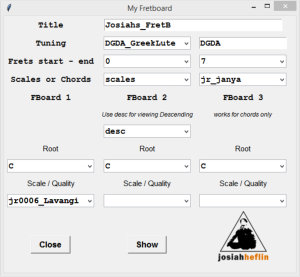 My Fretboard
Title Josiahs_FretB
Tuning DGDA_GreekLute DGDA
Frets start - end 0 7
Scales or Chords scales jr_janya
FBoard 1 FBoard 2 FBoard 3
Use desc for viewing Descending works for chords only
desc
Root Root Root
C C C
Scale / Quality Scale / Quality Scale / Quality
jr0006_Lavangi
Close Show
josiahheflin